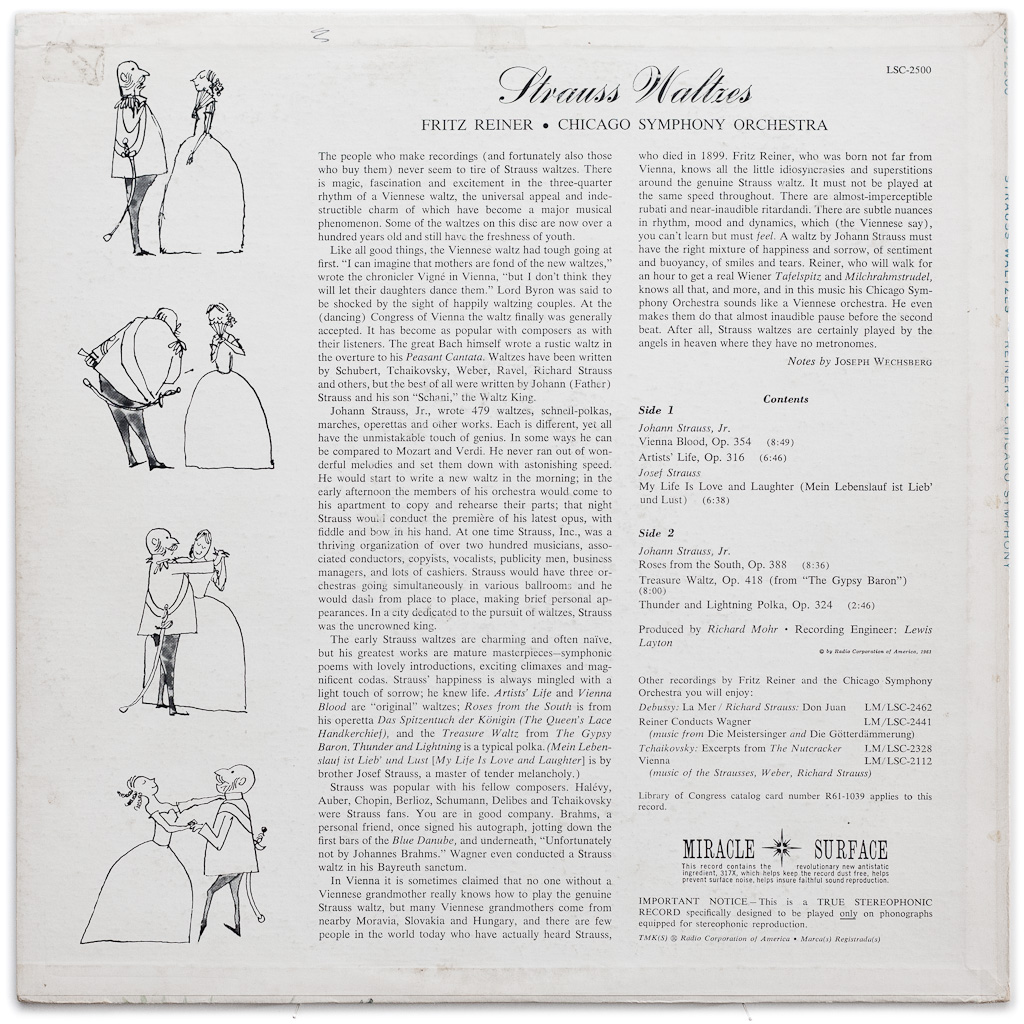 Strauss Waltzes
LSC-2500
FRITZ REINER • CHICAGO SYMPHONY ORCHESTRA
The people who make recordings (and fortunately also those
who buy them) never seem to tire of Strauss waltzes. There
is magic, fascination and excitement in the three-quarter
rhythm of a Viennese waltz, the universal appeal and inde-
structible charm of which have become a major musical
phenomenon. Some of the waltzes on this disc are now over a
hundred years old and still have the freshness of youth.
Like all good things, the Viennese waltz had tough going at
first. “I can imagine that mothers are fond of the new waltzes,”
wrote the chronicler Vigné in Vienna, “but I don't think they
will let their daughters dance them.” Lord Byron was said to
be shocked by the sight of happily waltzing couples. At the
(dancing) Congress of Vienna the waltz finally was generally
accepted. It has become as popular with composers as with
their listeners. The great Bach himself wrote a rustic waltz in
the overture to his Peasant Cantata. Waltzes have been written
by Schubert, Tchaikovsky, Weber, Ravel, Richard Strauss
and others, but the best of all were written by Johann (Father)
Strauss and his son “Schani,” the Waltz King.
Johann Strauss, Jr., wrote 479 waltzes, schnell-polkas,
marches, operettas and other works. Each is different, yet all
have the unmistakable touch of genius. In some ways he can
be compared to Mozart and Verdi. He never ran out of won-
derful melodies and set them down with astonishing speed.
He would start to write a new waltz in the morning; in the
early afternoon the members of his orchestra would come to
his apartment to copy and rehearse their parts; that night
Strauss would conduct the première of his latest opus, with
fiddle and bow in his hand. At one time Strauss, Inc., was a
thriving organization of over two hundred musicians, asso-
ciated conductors, copyists, vocalists, publicity men, business
managers, and lots of cashiers. Strauss would have three or-
chestras going simultaneously in various ballrooms and he
would dash from place to place, making brief personal ap-
pearances. In a city dedicated to the pursuit of waltzes, Strauss
was the uncrowned king.
The early Strauss waltzes are charming and often naïve,
but his greatest works are mature masterpieces—symphonic
poems with lovely introductions, exciting climaxes and mag-
nificent codas. Strauss' happiness is always mingled with a
light touch of sorrow; he knew life. Artists' Life and Vienna
Blood are “original” waltzes; Roses from the South is from
his operetta Das Spitzentuch der Königin (The Queen's Lace
Handkerchief), and the Treasure Waltz from The Gypsy
Baron. Thunder and Lightning is a typical polka. (Mein Leben-
slauf ist Lieb' und Lust [My Life Is Love and Laughter] is by
brother Josef Strauss, a master of tender melancholy.)
Strauss was popular with his fellow composers. Halévy,
Auber, Chopin, Berlioz, Schumann, Delibes and Tchaikovsky
were Strauss fans. You are in good company. Brahms, a
personal friend, once signed his autograph, jotting down the
first bars of the Blue Danube, and underneath, “Unfortunately
not by Johannes Brahms.” Wagner even conducted a Strauss
waltz in his Bayreuth sanctum.
In Vienna it is sometimes claimed that no one without a
Viennese grandmother really knows how to play the genuine
Strauss waltz, but many Viennese grandmothers come from
nearby Moravia, Slovakia and Hungary, and there are few
people in the world today who have actually heard Strauss,
who died in 1899. Fritz Reiner, who was born not far from
Vienna, knows all the little idiosyncrasies and superstitions
around the genuine Strauss waltz. It must not be played at
the same speed throughout. There are almost-imperceptible
rubati and near-inaudible ritardandi. There are subtle nuances
in rhythm, mood and dynamics, which (the Viennese say),
you can't learn but must feel. A waltz by Johann Strauss must
have the right mixture of happiness and sorrow, of sentiment
and buoyancy, of smiles and tears. Reiner, who will walk for
an hour to get a real Wiener Tafelspitz and Milchrahmstrudel,
knows all that, and more, and in this music his Chicago Sym-
phony Orchestra sounds like a Viennese orchestra. He even
makes them do that almost inaudible pause before the second
beat. After all, Strauss waltzes are certainly played by the
angels in heaven where they have no metronomes.
Notes by JOSEPH WECHSBERG
Contents
Side 1
Johann Strauss, Jr.
Vienna Blood, Op. 354 (8:49)
Artists' Life, Op. 316 (6:46)
Josef Strauss
My Life Is Love and Laughter (Mein Lebenslauf ist Lieb'
und Lust) (6:38)
Side 2
Johann Strauss, Jr.
Roses from the South, Op. 388 (8:36)
Treasure Waltz, Op. 418 (from “The Gypsy Baron”)
(8:00)
Thunder and Lightning Polka, Op. 324 (2:46)
Produced by Richard Mohr • Recording Engineer: Lewis
Layton
© by Radio Corporation of America, 1961
Other recordings by Fritz Reiner and the Chicago Symphony
Orchestra you will enjoy:
Debussy: La Mer / Richard Strauss: Don Juan LM/LSC-2462
Reiner Conducts Wagner LM/LSC-2441
(music from Die Meistersinger and Die Götterdämmerung)
Tchaikovsky: Excerpts from The Nutcracker LM/LSC-2328
Vienna LM/LSC-2112
(music of the Strausses, Weber, Richard Strauss)
Library of Congress catalog card number R61-1039 applies to this
record.
MIRACLE SURFACE
This record contains the revolutionary new antistatic
ingredient, 317X, which helps keep the record dust free, helps
prevent surface noise, helps insure faithful sound reproduction.
IMPORTANT NOTICE—This is a TRUE STEREOPHONIC
RECORD specifically designed to be played only on phonographs
equipped for stereophonic reproduction.
TMK(S) ® Radio Corporation of America • Marca(s) Registrada(s)
STRAUSS WALTZES REINER • CHICAGO SYMPHONY